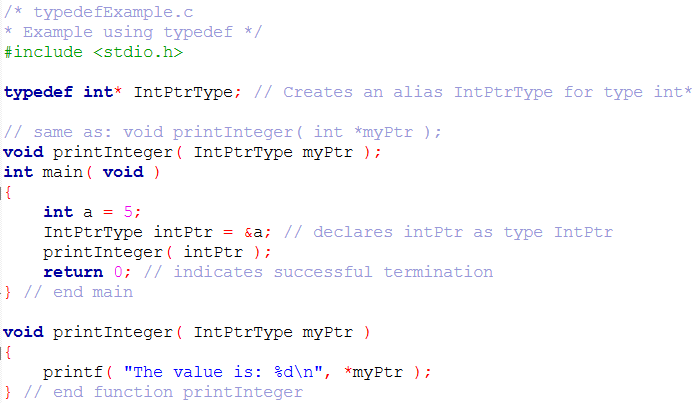 /* typedefExample.c
* Example using typedef */
#include <stdio.h>
typedef int* IntPtrType; // Creates an alias IntPtrType for type int*
// same as: void printInteger( int *myPtr );
void printInteger( IntPtrType myPtr );
int main( void )
{
int a = 5;
IntPtrType intPtr = &a; // declares intPtr as type IntPtr
printInteger( intPtr );
return 0; // indicates successful termination
} // end main
void printInteger( IntPtrType myPtr )
{
printf( "The value is: %d\n", *myPtr );
} // end function printInteger